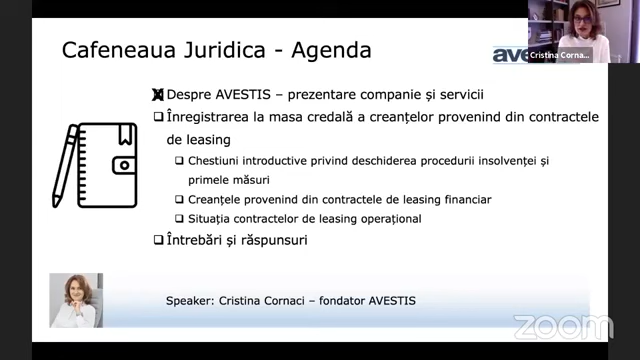 Cafeneaua Juridica - Agenda
Despre AVESTIS – prezentare companie și servicii
Înregistrarea la masa credală a creanțelor provenind din contractele
de leasing
Chestiuni introductive privind deschiderea procedurii insolvenței și
primele măsuri
Creanțele provenind din contractele de leasing financiar
Situația contractelor de leasing operațional
Întrebări și răspunsuri
Speaker: Cristina Cornaci – fondator AVESTIS
Cristina Corna...
zoom